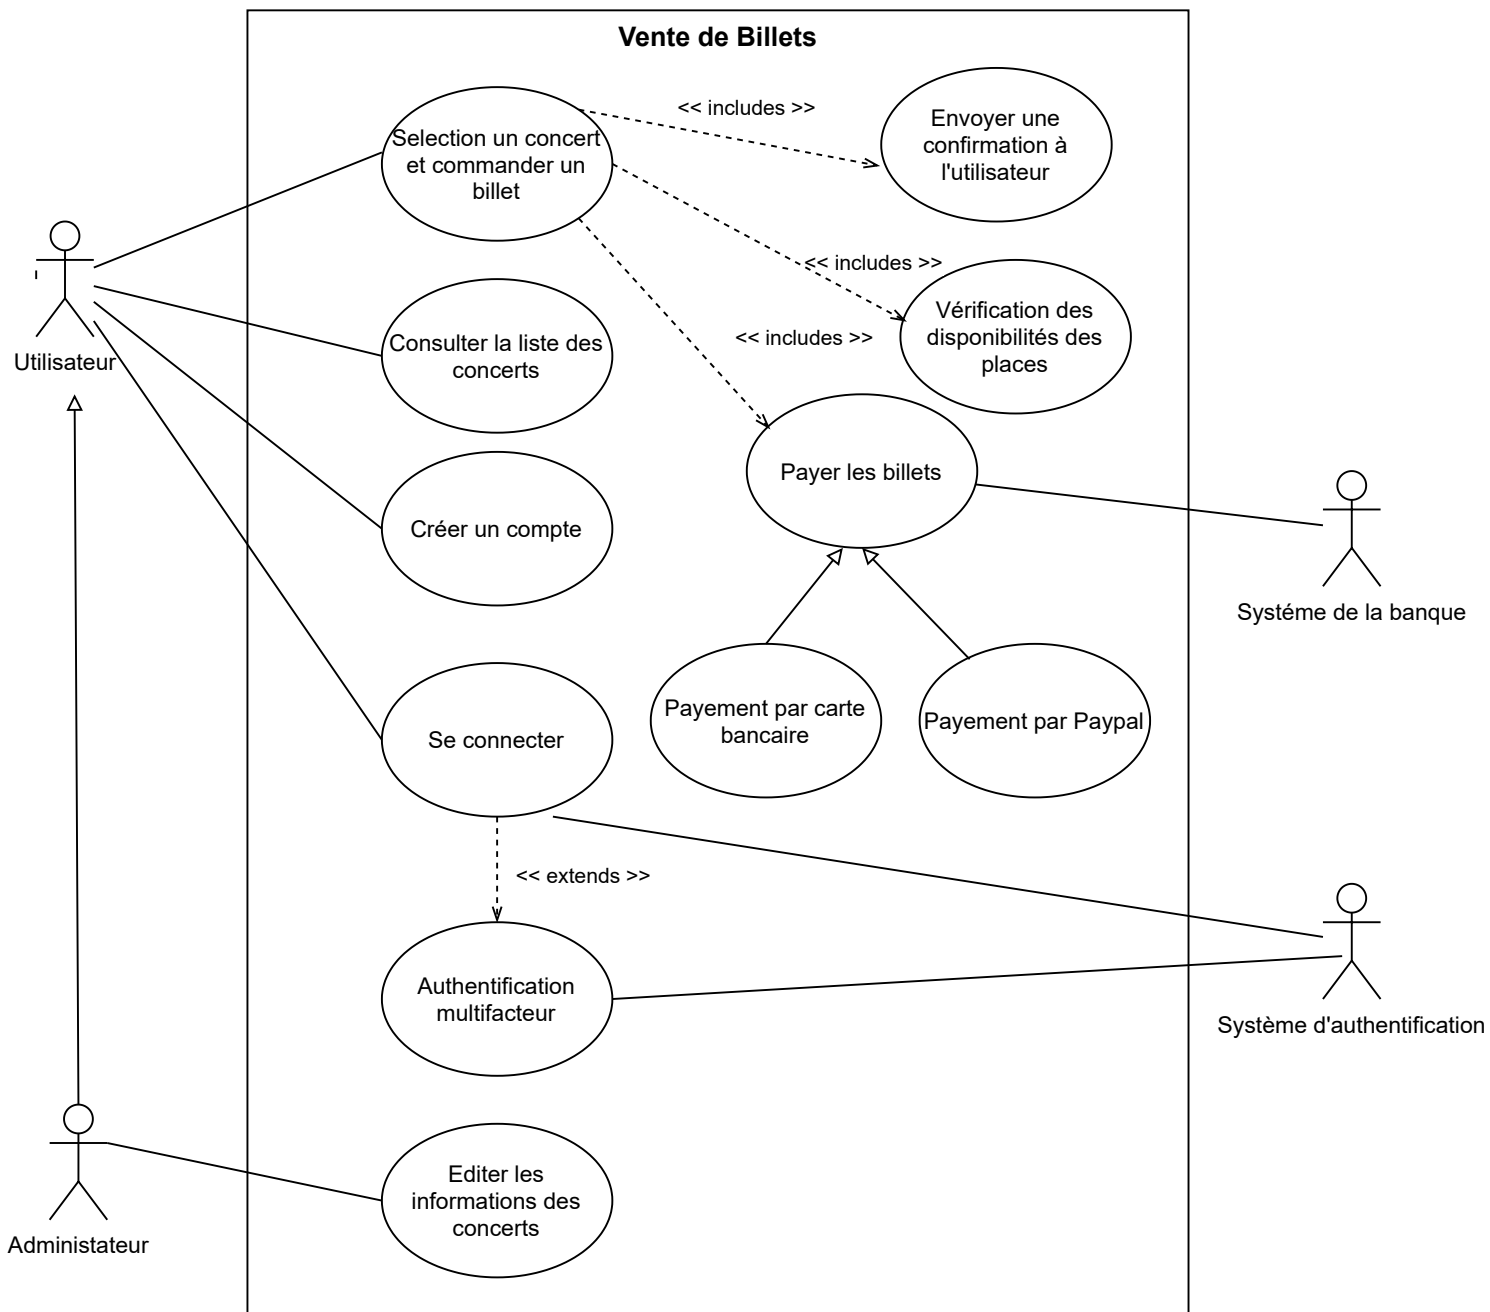 Vente de Billets
<< includes >>
Selection un concert
et commander un
billet
Envoyer une
confirmation à
l'utilisateur
<< includes >>
Utilisateur
Consulter la liste des
concerts
<< includes >>
Vérification des
disponibilités des
places
Payer les billets
Créer un compte
Systéme de la banque
Se connecter
Payement par carte
bancaire
Payement par Paypal
<< extends >>
Authentification
multifacteur
Système d'authentification
Administateur
Editer les
informations des
concerts